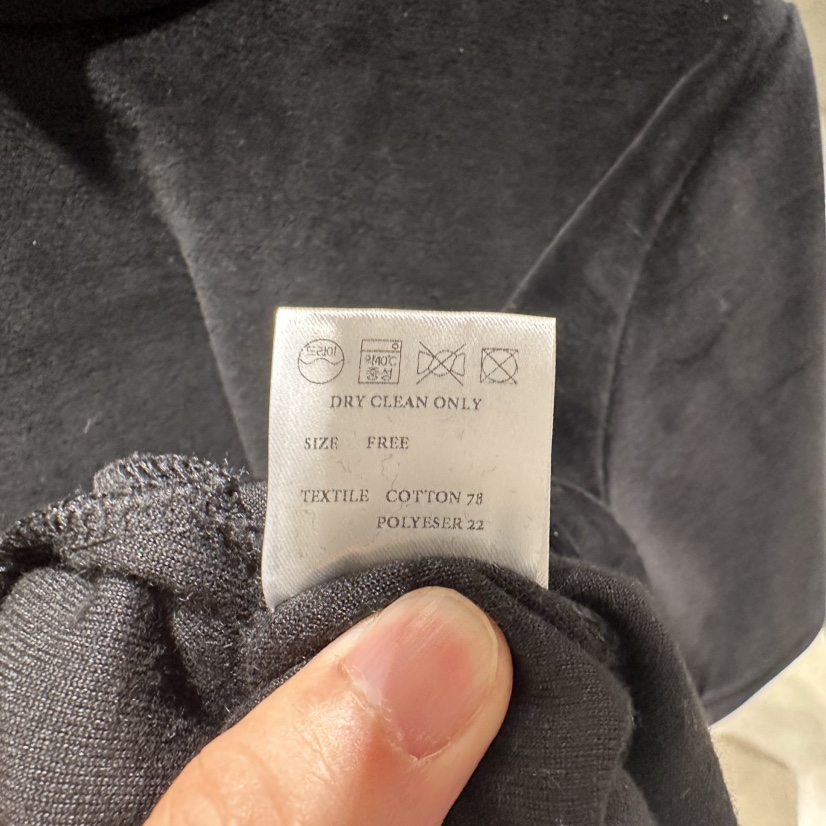 드라이
약40℃
중성
DRY CLEAN ONLY
SIZE FREE
TEXTILE COTTON 78
POLYESER 22